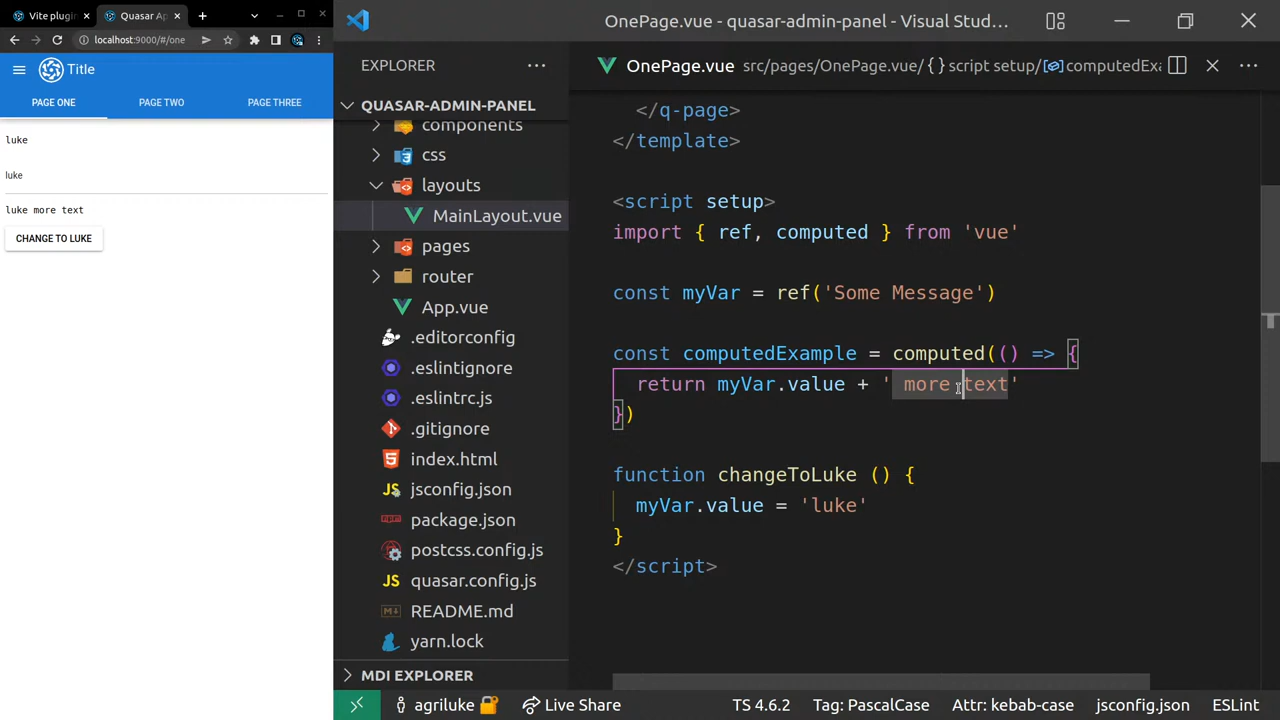 Vite plugin
Quasar Ap
localhost:9000/#/one
Title
PAGE ONE
PAGE TWO
PAGE THREE
luke
luke
luke more text
CHANGE TO LUKE
OnePage.vue - quasar-admin-panel - Visual Stud...
EXPLORER
QUASAR-ADMIN-PANEL
components
css
layouts
MainLayout.vue
pages
router
App.vue
.editorconfig
.eslintignore
.eslintrc.js
.gitignore
index.html
jsconfig.json
package.json
postcss.config.js
quasar.config.js
README.md
yarn.lock
MDI EXPLORER
OnePage.vue src/pages/OnePage.vue/{} script setup/computedExa
</q-page>
</template>
<script setup>
import { ref, computed } from 'vue'
const myVar = ref('Some Message')
const computedExample = computed(() => {
return myVar.value + ' more text'
})
function changeToLuke () {
myVar.value = 'luke'
}
</script>
agriluke
Live Share
TS 4.6.2
Tag: PascalCase
Attr: kebab-case
jsconfig.json
ESLint